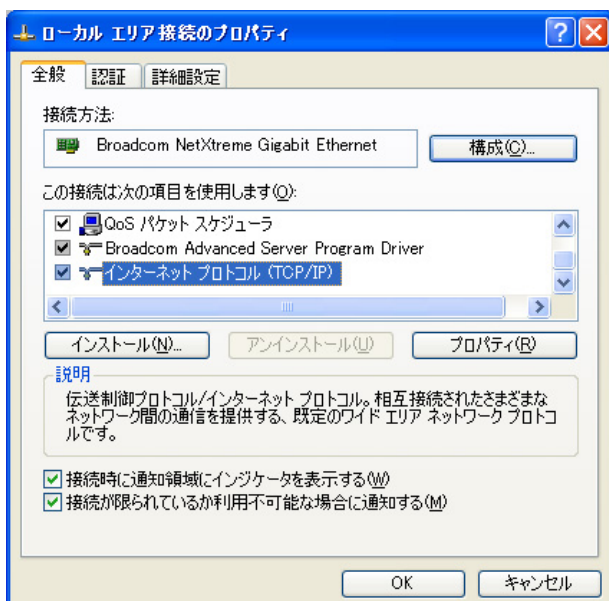 ローカル エリア接続のプロパティ
全般 認証 詳細設定
接続方法:
Broadcom NetXtreme Gigabit Ethernet 構成(C)...
この接続は次の項目を使用します(O):
QoS パケット スケジューラ
Broadcom Advanced Server Program Driver
インターネット プロトコル (TCP/IP)
インストール(N)... アンインストール(U) プロパティ(R)
説明
伝送制御プロトコル/インターネット プロトコル。相互接続されたさまざまな
ネットワーク間の通信を提供する、既定のワイド エリア ネットワーク プロトコ
ルです。
接続時に通知領域にインジケータを表示する(W)
接続が限られているか利用不可能な場合に通知する(M)
OK キャンセル